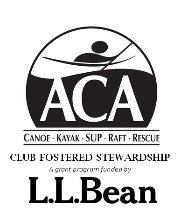 ACA
CANOE · KAYAK · SUP · RAFT · RESCUE
CLUB FOSTERED STEWARDSHIP
A grant program funded by
L.L.Bean